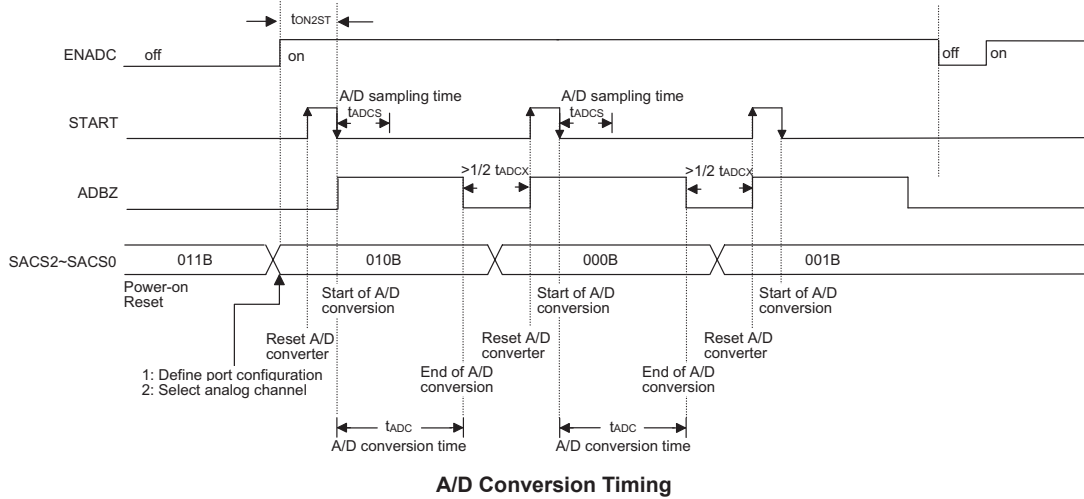 tON2ST
ENADC off on off on
A/D sampling time A/D sampling time
tADCS tADCS
START
>1/2 tADCX >1/2 tADCX
ADBZ
SACS2~SACS0 011B 010B 000B 001B
Power-on
Reset
Start of A/D
conversion
Start of A/D
conversion
Start of A/D
conversion
Reset A/D
converter
Reset A/D
converter
Reset A/D
converter
1: Define port configuration
2: Select analog channel
End of A/D
conversion
End of A/D
conversion
tADC tADC
A/D conversion time A/D conversion time
A/D Conversion Timing